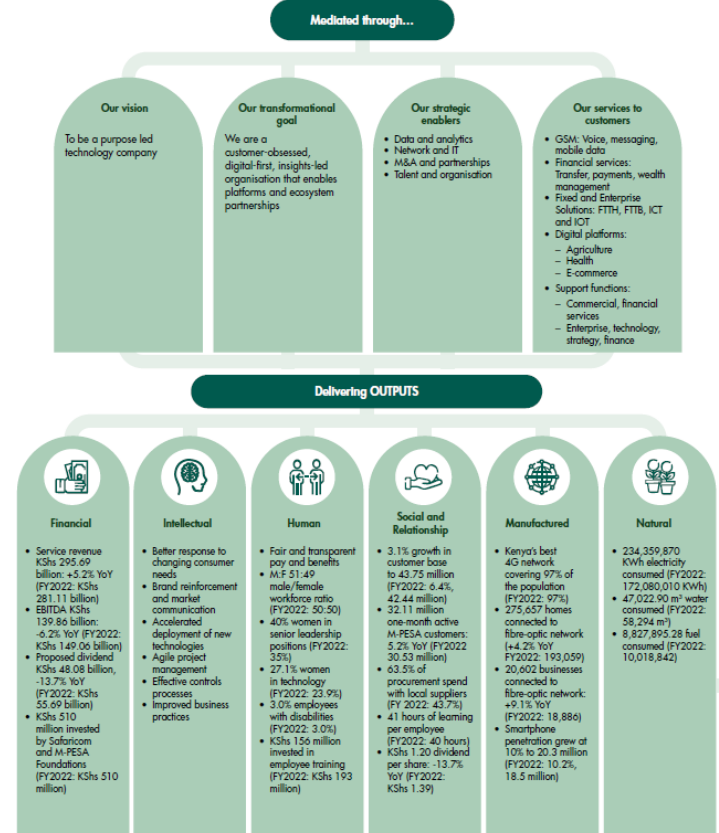 Mediated through...
Our vision
To be a purpose led
technology company
Our transformational
goal
We are a
customer-obsessed,
digital-first, insights-led
organisation that enables
platforms and ecosystem
partnerships
Our strategic
enablers
• Data and analytics
• Network and IT
• M&A and partnerships
• Talent and organisation
Our services to
customers
• GSM: Voice, messaging,
mobile data
• Financial services:
Transfer, payments, wealth
management
• Fixed and Enterprise
Solutions: FTTH, FTTB, ICT
and IOT
• Digital platforms:
– Agriculture
– Health
– E-commerce
• Support functions:
– Commercial, financial
services
– Enterprise, technology,
strategy, finance
Delivering OUTPUTS
Financial
• Service revenue
KShs 295.69
billion: +5.2% YoY
(FY2022: KShs
281.11 billion)
• EBITDA KShs
139.86 billion:
-6.2% YoY (FY2022:
KShs 149.06 billion)
• Proposed dividend
KShs 48.08 billion,
-13.7% YoY
(FY2022: KShs
55.69 billion)
• KShs 510
million invested
by Safaricom
and M-PESA
Foundations
(FY2022: KShs 510
million)
Intellectual
• Better response to
changing consumer
needs
• Brand reinforcement
and market
communication
• Accelerated
deployment of new
technologies
• Agile project
management
• Effective controls
processes
• Improved business
practices
Human
• Fair and transparent
pay and benefits
• M:F 51:49
male/female
workforce ratio
(FY2022: 50:50)
• 40% women in
senior leadership
positions (FY2022:
35%)
• 27.1% women
in technology
(FY2022: 23.9%)
• 3.0% employees
with disabilities
(FY2022: 3.0%)
• KShs 156 million
invested in
employee training
(FY2022: KShs 193
million)
Social and
Relationship
• 3.1% growth in
customer base
to 43.75 million
(FY2022: 6.4%,
42.44 million)
• 32.11 million
one-month active
M-PESA customers:
5.2% YoY (FY2022
30.53 million)
• 63.5% of
procurement spend
with local suppliers
(FY 2022: 43.7%)
• 41 hours of learning
per employee
(FY2022: 40 hours)
• KShs 1.20 dividend
per share: -13.7%
YoY (FY2022:
KShs 1.39)
Manufactured
• Kenya's best
4G network
covering 97% of
the population
(FY2022: 97%)
• 275,657 homes
connected to
fibre-optic network
(+4.2% YoY
FY2022: 193,059)
• 20,602 businesses
connected to
fibre-optic network:
+9.1% YoY
(FY2022: 18,886)
• Smartphone
penetration grew at
10% to 20.3 million
(FY2022: 10.2%,
18.5 million)
Natural
• 234,359,870
KWh electricity
consumed (FY2022:
172,080,010 KWh)
• 47,022.90 m³ water
consumed (FY2022:
58,294 m³)
• 8,827,895.28 fuel
consumed (FY2022:
10,018,842)